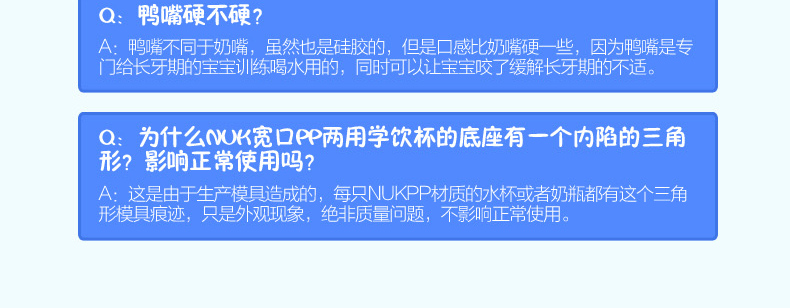 Q：鸭嘴硬不硬？
A：鸭嘴不同于奶嘴，虽然也是硅胶的，但是口感比奶嘴硬一些，因为鸭嘴是专
门给长牙期的宝宝训练喝水用的，同时可以让宝宝咬了缓解长牙期的不适。
Q：为什么NUK宽口PP两用学饮杯的底座有一个内陷的三角
形？影响正常使用吗？
A：这是由于生产模具造成的，每只NUKPP材质的水杯或者奶瓶都有这个三角
形模具痕迹，只是外观现象，绝非质量问题，不影响正常使用。